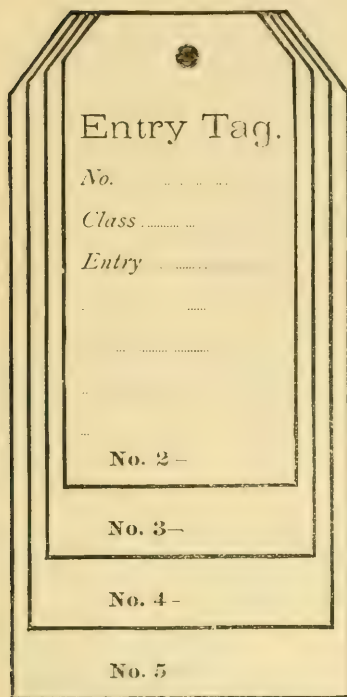 Entry Tag.
No.
Class
Entry
No. 2–
No. 3–
No. 4–
No. 5